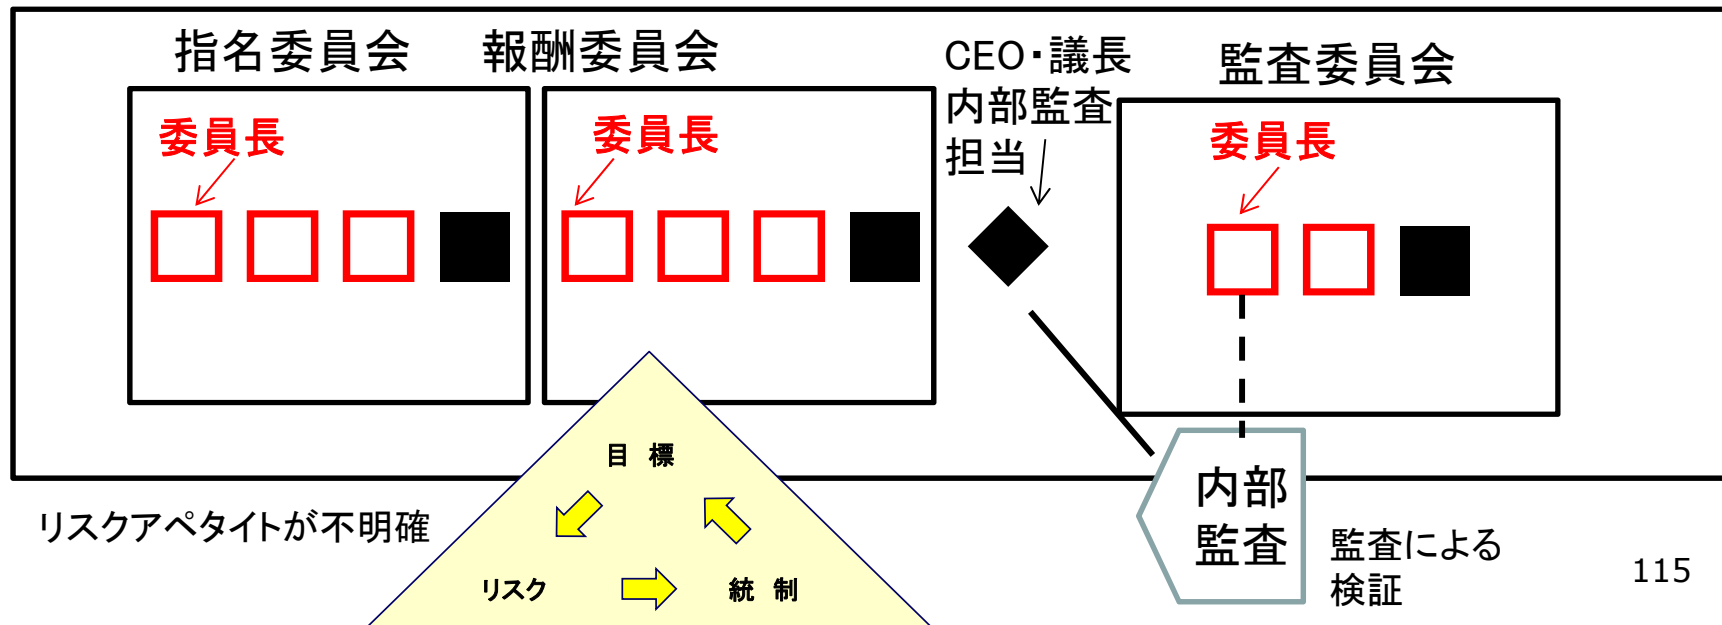 指名委員会
報酬委員会
CEO・議長
内部監査
担当
監査委員会
委員長
委員長
委員長
目 標
リスク
統 制
リスクアペタイトが不明確
内部
監査
監査による
検証
115